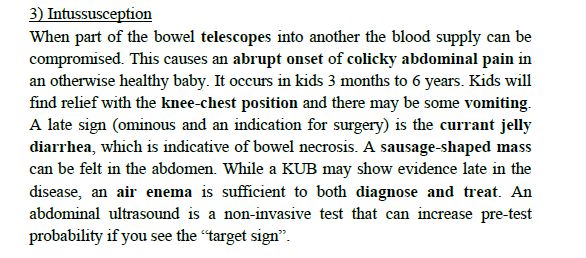 3) Intussusception
When part of the bowel telescopes into another the blood supply can be
compromised. This causes an abrupt onset of colicky abdominal pain in
an otherwise healthy baby. It occurs in kids 3 months to 6 years. Kids will
find relief with the knee-chest position and there may be some vomiting.
A late sign (ominous and an indication for surgery) is the currant jelly
diarrhea, which is indicative of bowel necrosis. A sausage-shaped mass
can be felt in the abdomen. While a KUB may show evidence late in the
disease, an air enema is sufficient to both diagnose and treat. An
abdominal ultrasound is a non-invasive test that can increase pre-test
probability if you see the “target sign”.